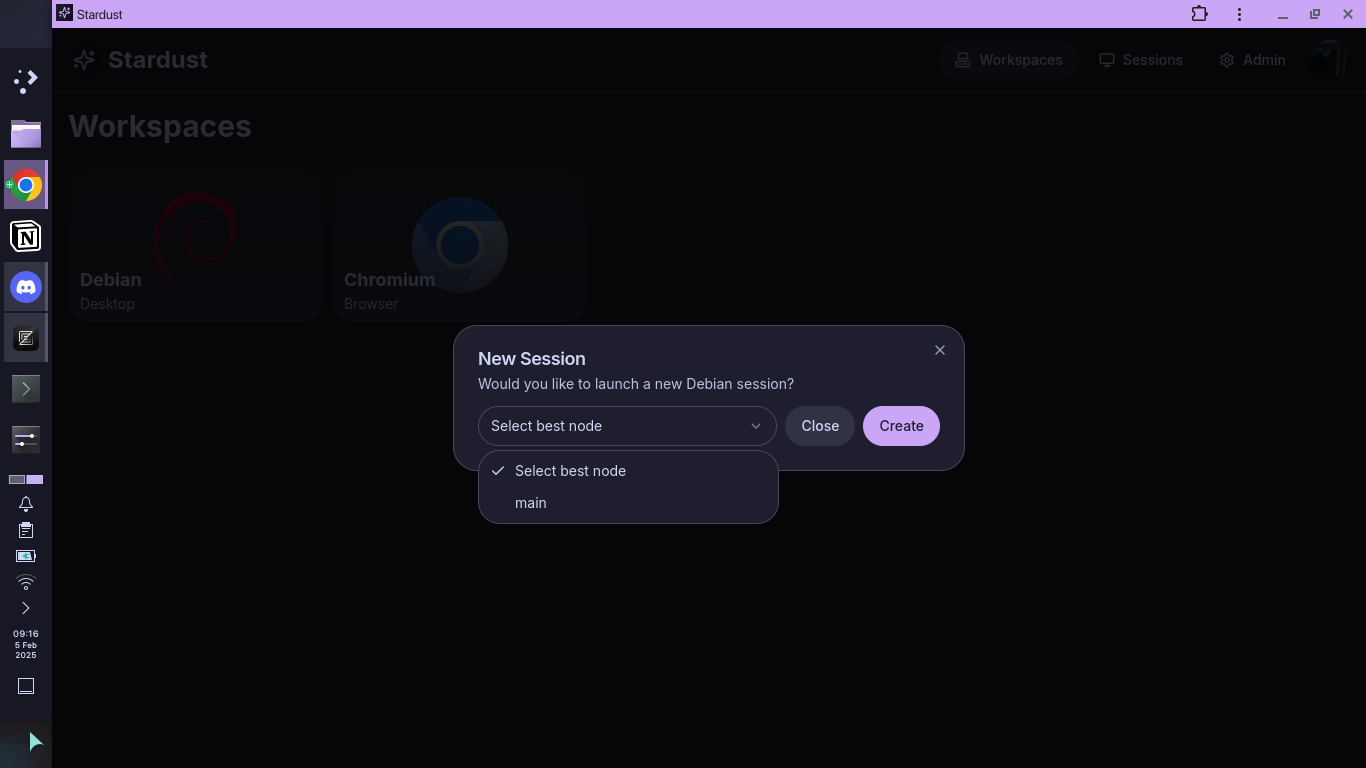 Stardust
Stardust
Workspaces
Sessions
Admin
Workspaces
Debian
Desktop
Chromium
Browser
New Session
Would you like to launch a new Debian session?
Select best node
Close
Create
Select best node
main
09:16
5 Feb
2025